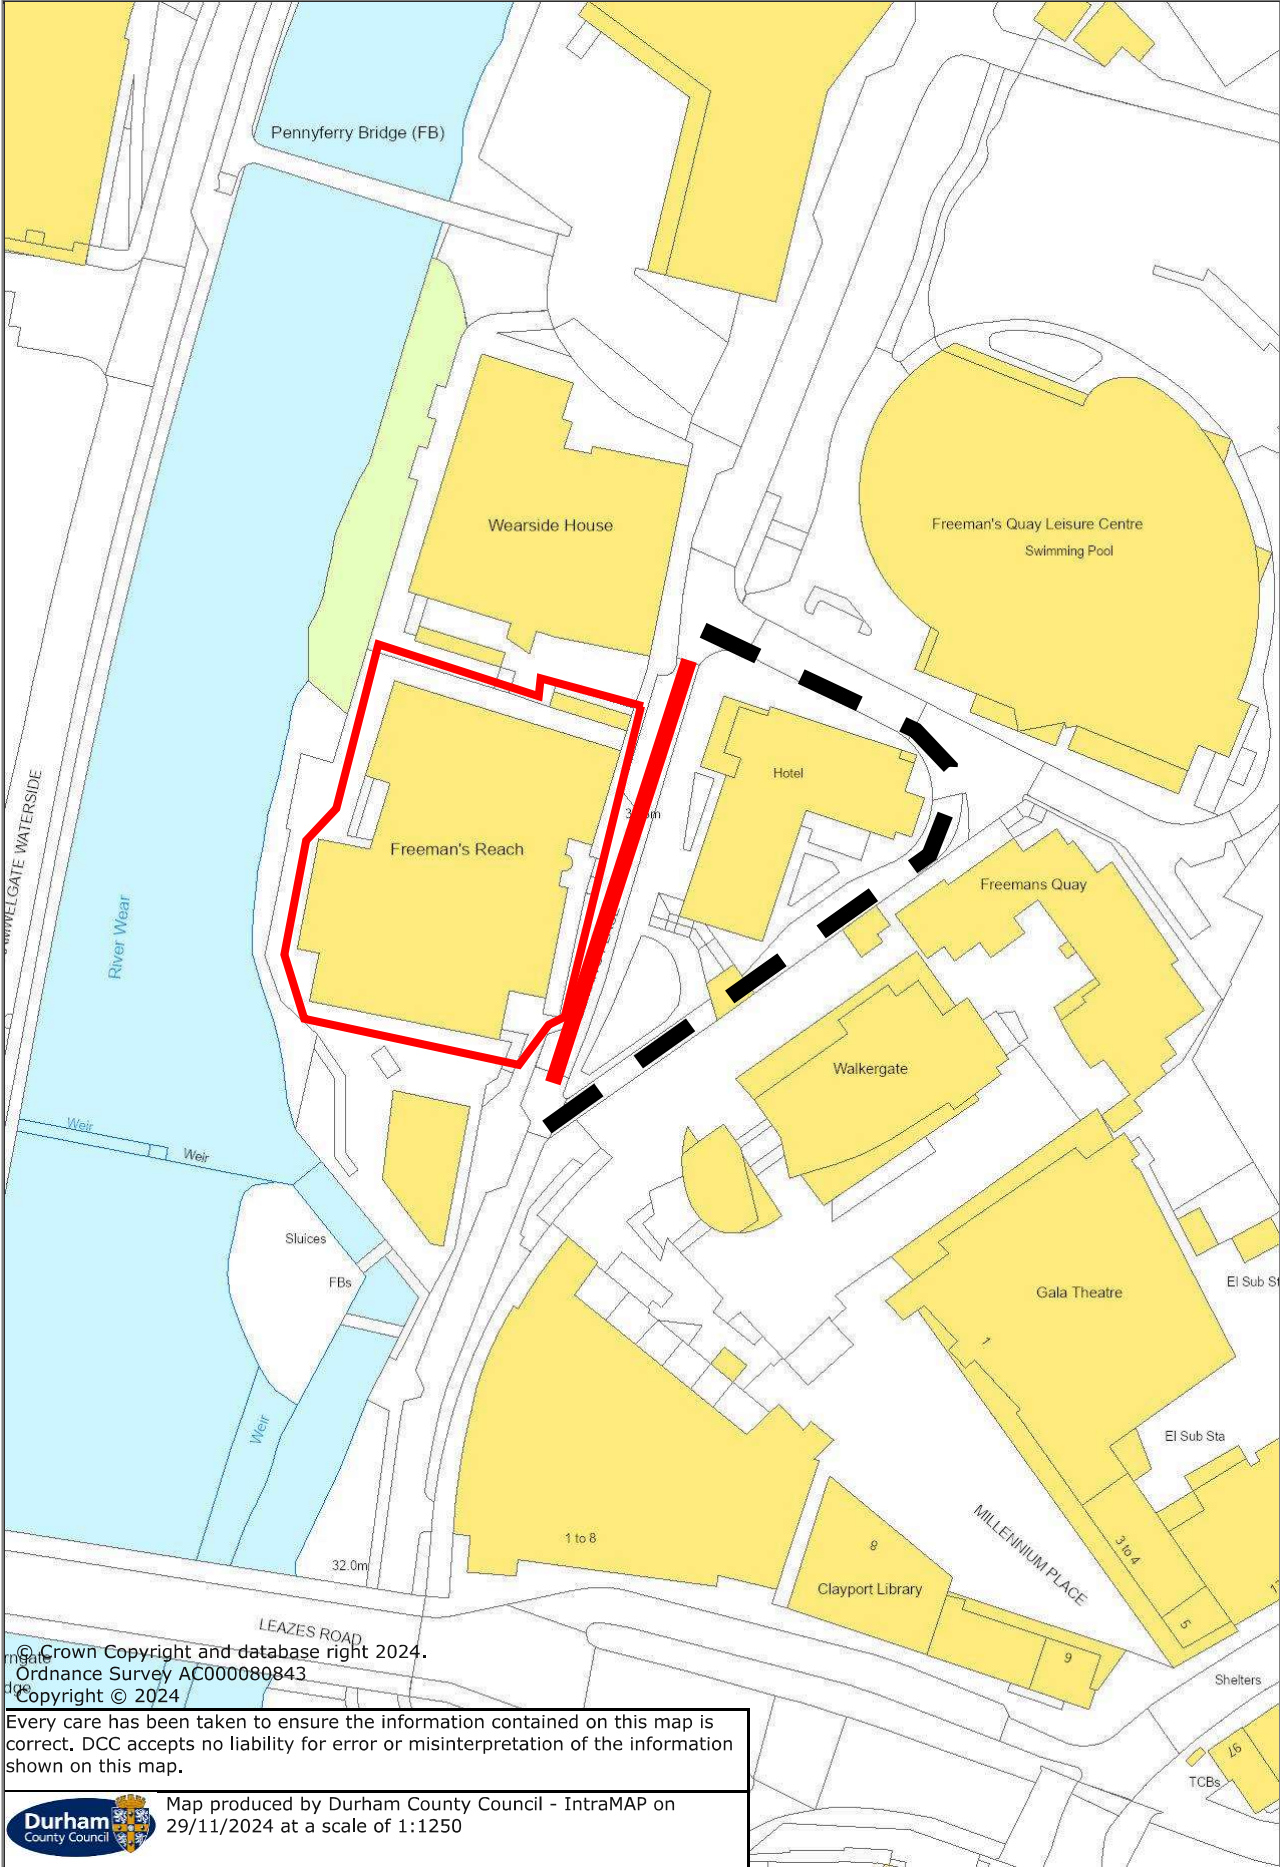 Pennyferry Bridge (FB)
Wearside House
Freeman's Quay Leisure Centre
Swimming Pool
Hotel
Freeman's Reach
Freemans Quay
WATERSIDE
River Wear
Walkergate
Weir
Weir
Sluices
FBs
Gala Theatre
El Sub St
1
Weir
El Sub Sta
1 to 8
8
Clayport Library
MILLENNIUM PLACE
3 to 4
5
9
32.0m
LEAZES ROAD
Shelters
97
TCBs
© Crown Copyright and database right 2024.
Ordnance Survey AC000080843
Copyright © 2024
Every care has been taken to ensure the information contained on this map is
correct. DCC accepts no liability for error or misinterpretation of the information
shown on this map.
Durham
County Council
Map produced by Durham County Council - IntraMAP on
29/11/2024 at a scale of 1:1250